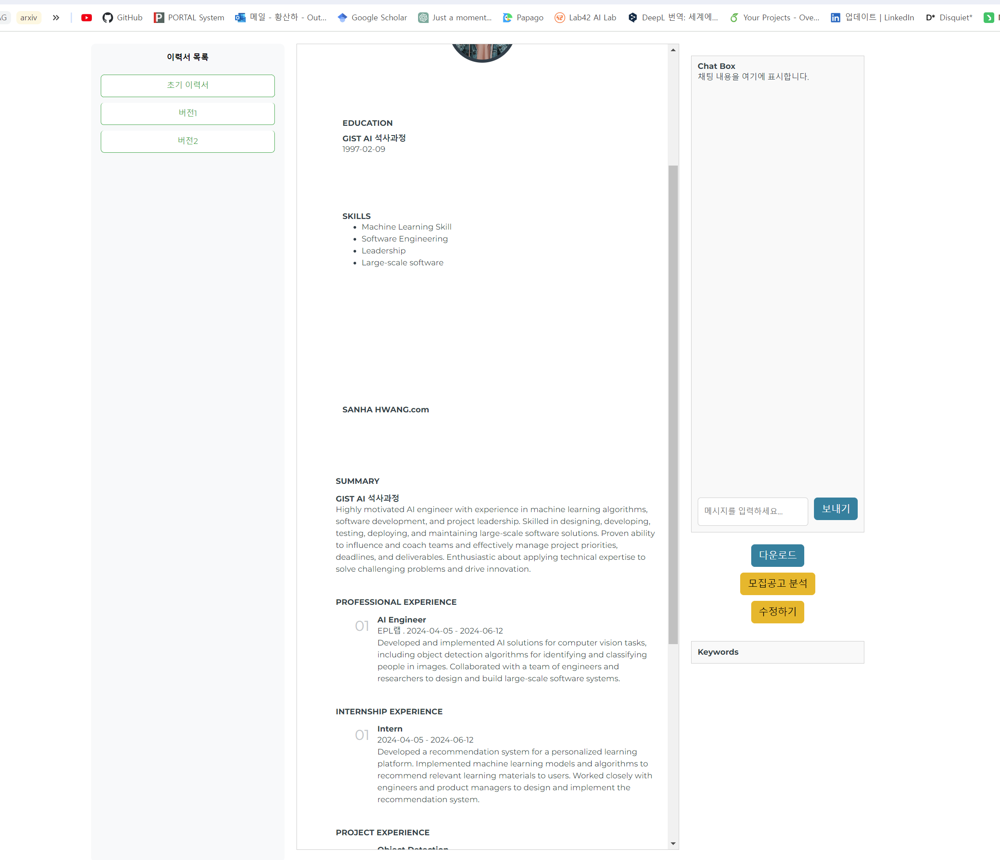 AG
arxiv
GitHub
PORTAL System
메일 - 황산하 - Out...
Google Scholar
Just a moment...
Papago
Lab42 AI Lab
DeepL 번역: 세계에...
Your Projects - Ove...
업데이트 | LinkedIn
D* Disquiet*
이력서 목록
초기 이력서
버전1
버전2
EDUCATION
GIST AI 석사과정
1997-02-09
SKILLS
Machine Learning Skill
Software Engineering
Leadership
Large-scale software
SANHA HWANG.com
SUMMARY
GIST AI 석사과정
Highly motivated AI engineer with experience in machine learning algorithms,
software development, and project leadership. Skilled in designing, developing,
testing, deploying, and maintaining large-scale software solutions. Proven ability
to influence and coach teams and effectively manage project priorities,
deadlines, and deliverables. Enthusiastic about applying technical expertise to
solve challenging problems and drive innovation.
PROFESSIONAL EXPERIENCE
01
AI Engineer
EPL랩 . 2024-04-05 - 2024-06-12
Developed and implemented AI solutions for computer vision tasks,
including object detection algorithms for identifying and classifying
people in images. Collaborated with a team of engineers and
researchers to design and build large-scale software systems.
INTERNSHIP EXPERIENCE
01
Intern
2024-04-05 - 2024-06-12
Developed a recommendation system for a personalized learning
platform. Implemented machine learning models and algorithms to
recommend relevant learning materials to users. Worked closely with
engineers and product managers to design and implement the
recommendation system.
PROJECT EXPERIENCE
Object Detection
Chat Box
채팅 내용을 여기에 표시합니다.
메시지를 입력하세요...
보내기
다운로드
모집공고 분석
수정하기
Keywords